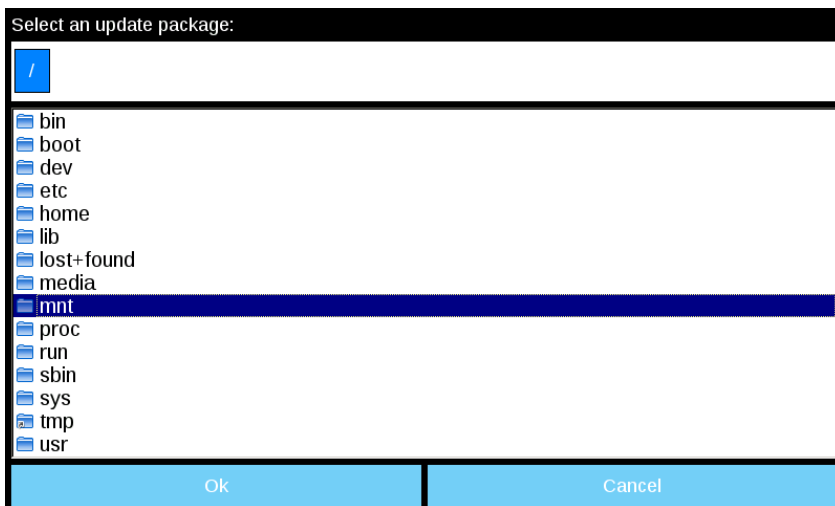 Select an update package:
/
bin
boot
dev
etc
home
lib
lost+found
media
mnt
proc
run
sbin
sys
tmp
usr
Ok Cancel